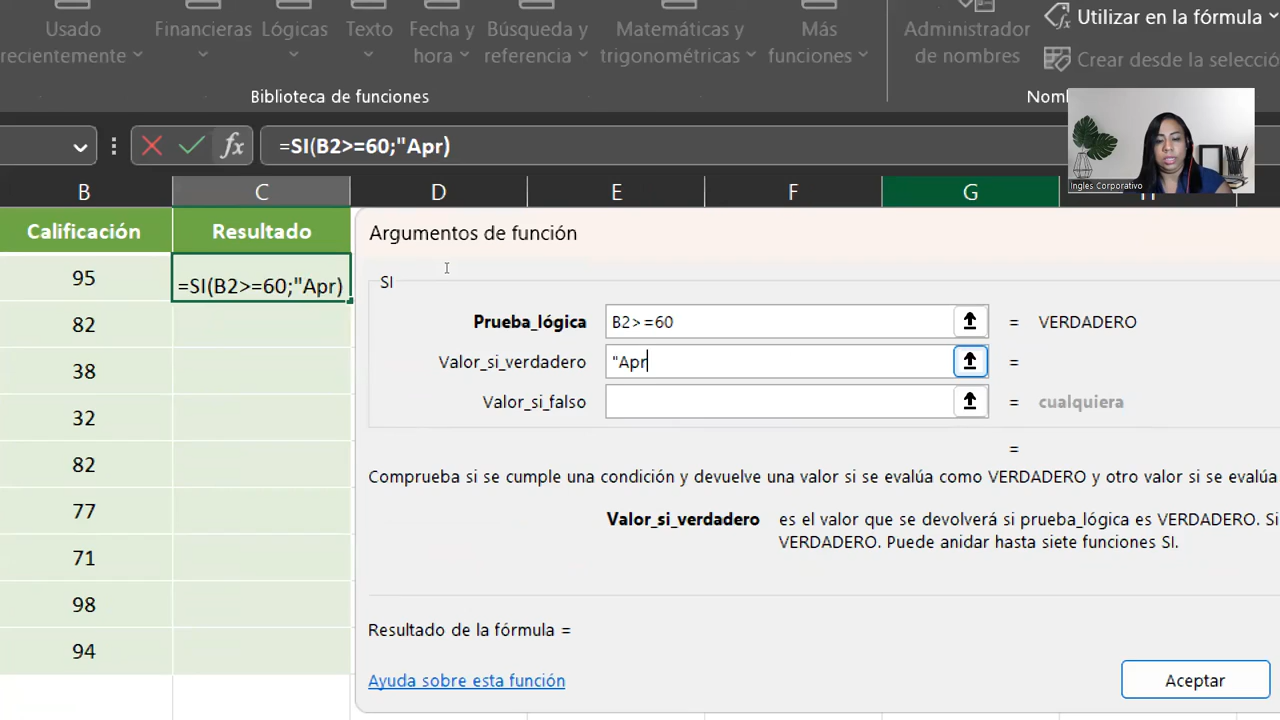 Usado recientemente
Financieras
Lógicas
Texto
Fecha y hora
Búsqueda y referencia
Matemáticas y trigonométricas
Más funciones
Administrador de nombres
Utilizar en la fórmula
Crear desde la selecció
Biblioteca de funciones
Nomb
Ingles Corporativo
fx
=SI(B2>=60;"Apr)
B C D E F G H
Calificación Resultado
95 =SI(B2>=60;"Apr)
82
38
32
82
77
71
98
94
Argumentos de función
SI
Prueba_lógica B2>=60 = VERDADERO
Valor_si_verdadero "Apr =
Valor_si_falso = cualquiera
=
Comprueba si se cumple una condición y devuelve una valor si se evalúa como VERDADERO y otro valor si se evalúa
Valor_si_verdadero es el valor que se devolverá si prueba_lógica es VERDADERO. Si
VERDADERO. Puede anidar hasta siete funciones SI.
Resultado de la fórmula =
Ayuda sobre esta función
Aceptar